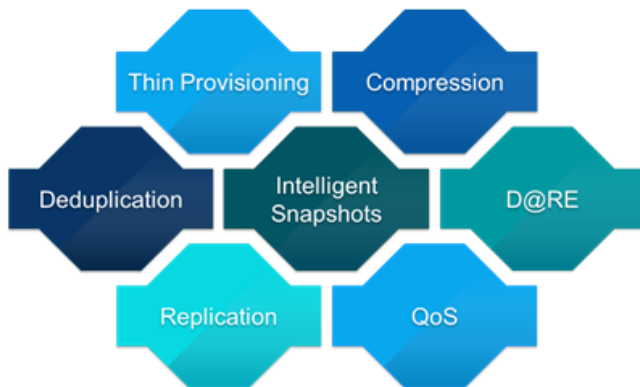 Thin Provisioning
Compression
Deduplication
Intelligent
Snapshots
D@RE
Replication
QoS